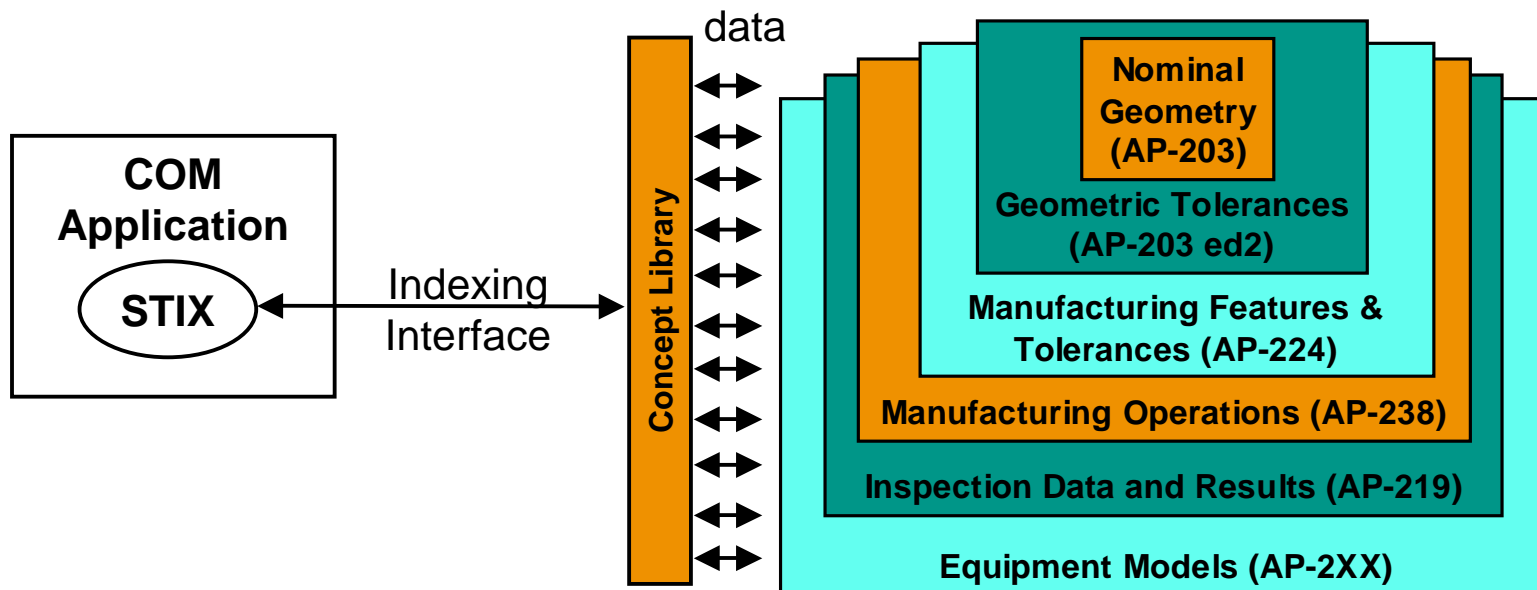 COM
Application
STIX
Indexing
Interface
Concept Library
data
Nominal
Geometry
(AP-203)
Geometric Tolerances
(AP-203 ed2)
Manufacturing Features &
Tolerances (AP-224)
Manufacturing Operations (AP-238)
Inspection Data and Results (AP-219)
Equipment Models (AP-2XX)